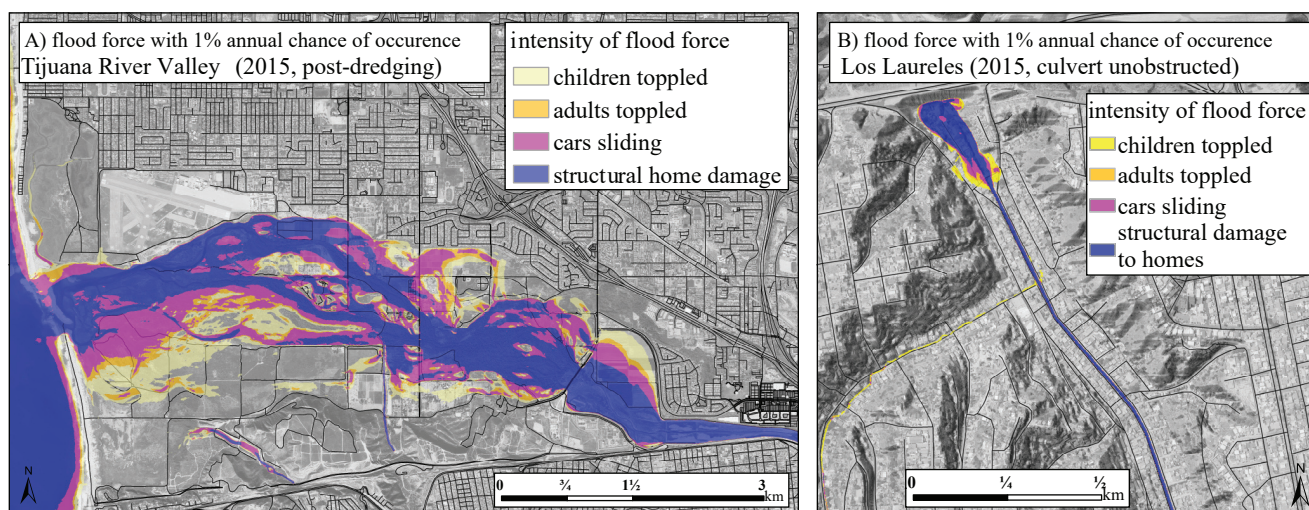 A) flood force with 1% annual chance of occurence
Tijuana River Valley (2015, post-dredging)
intensity of flood force
children toppled
adults toppled
cars sliding
structural home damage
N
0 ¾ 1½ 3
km
B) flood force with 1% annual chance of occurence
Los Laureles (2015, culvert unobstructed)
intensity of flood force
children toppled
adults toppled
cars sliding
structural damage
to homes
0 ¼ ½
km
N